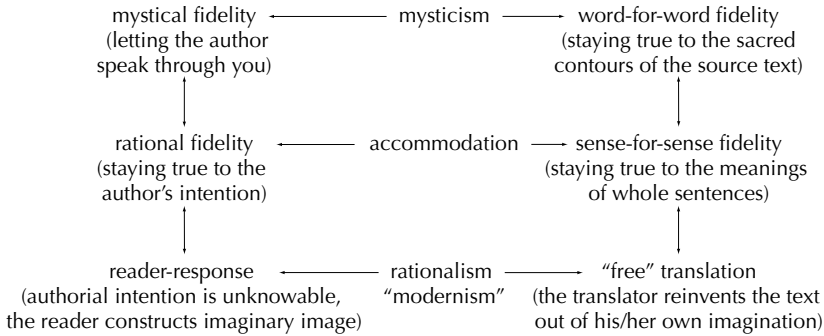 mystical fidelity mysticism word-for-word fidelity
(letting the author (staying true to the sacred
speak through you) contours of the source text)
rational fidelity accommodation sense-for-sense fidelity
(staying true to the (staying true to the meanings
author’s intention) of whole sentences)
reader-response rationalism “free” translation
(authorial intention is unknowable, “modernism” (the translator reinvents the text
the reader constructs imaginary image) out of his/her own imagination)